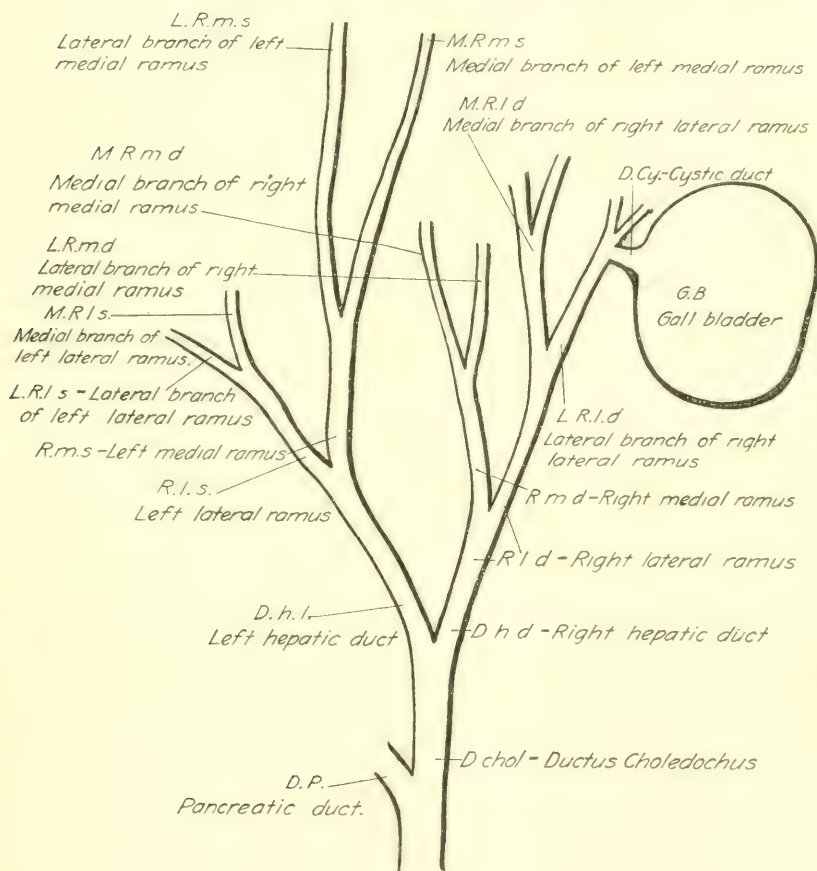 L.R.m.s
Lateral branch of left
medial ramus
M.R m s
Medial branch of left medial ramus
M.R.l d
Medial branch of right lateral ramus
D.Cy.-Cystic duct
M R m d
Medial branch of right
medial ramus
L.R.m.d
Lateral branch of right
medial ramus
M.R l s.
Medial branch of
left lateral ramus.
L.R.l s - Lateral branch
of left lateral ramus
R.m.s - Left medial ramus
R.l.s.
Left lateral ramus
G.B
Gall bladder
L R.l.d
Lateral branch of right
lateral ramus
R m d - Right medial ramus
R l d - Right lateral ramus
D.h.l.
Left hepatic duct
D h d - Right hepatic duct
D chol - Ductus Choledochus
D.P.
Pancreatic duct.